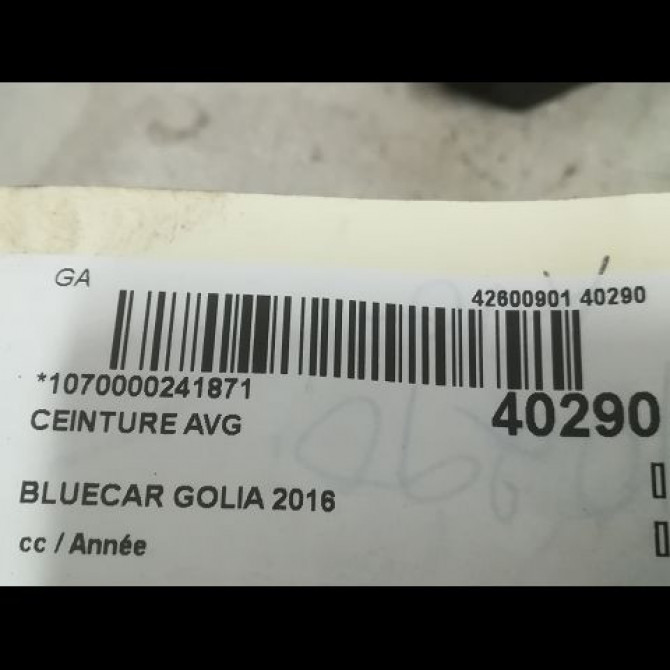 GA
42600901 40290
*1070000241871
CEINTURE AVG
40290
BLUECAR GOLIA 2016
cc / Année